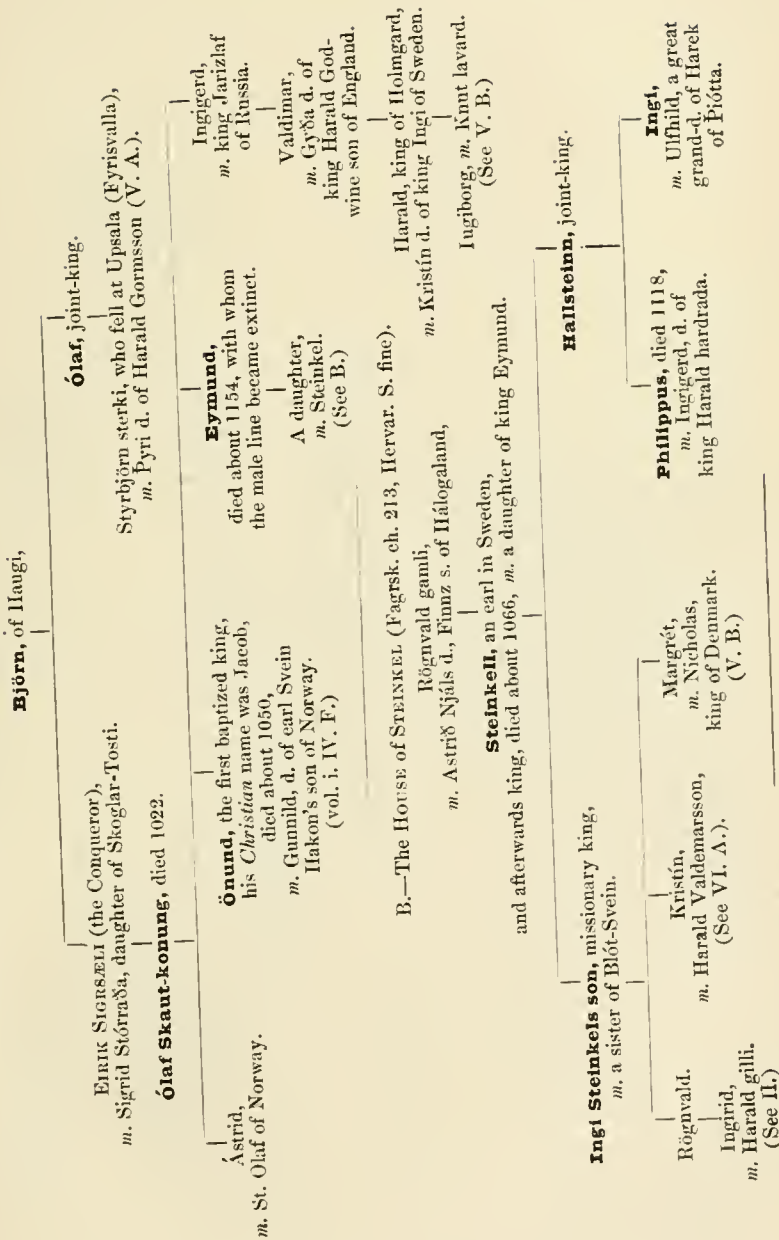 Björn, of Haugi,
EIRIK SIGRSÆLI (the Conqueror),
m. Sigrid Stórraða, daughter of Skoglar-Tosti.
Ólaf, joint-king.
Ólaf Skaut-konung, died 1022.
Styrbjörn sterki, who fell at Upsala (Fyrisvalla),
m. Þyri d. of Harald Gormsson (V. A.).
Ástrid,
m. St. Olaf of Norway.
Önund, the first baptized king,
his Christian name was Jacob,
died about 1050,
m. Gunnild, d. of earl Svein
Hakon's son of Norway.
(vol. i. IV. F.)
Eymund,
died about 1154, with whom
the male line became extinct.
A daughter,
m. Steinkel.
(See B.)
Ingigerd,
m. king Jarizlaf
of Russia.
Valdimar,
m. Gyða d. of
king Harald God-
wine son of England.
Harald, king of Holmgard,
m. Kristín d. of king Ingi of Sweden.
Iugiborg, m. Knut lavard.
(See V. B.)
B.—The HOUSE of STEINKEL (Fagrsk. ch. 213, Hervar. S. fine).
Rögnvald gamli,
m. Astrið Njáls d., Finnz s. of Hálogaland,
Steinkell, an earl in Sweden,
and afterwards king, died about 1066, m. a daughter of king Eymund.
Ingi Steinkels son, missionary king,
m. a sister of Blót-Svein.
Hallsteinn, joint-king.
Rögnvald.
Ingirid,
m. Harald gilli.
(See II.)
Kristín,
m. Harald Valdemarsson,
(See VI. A.).
Margrét,
m. Nicholas,
king of Denmark.
(V. B.)
Philippus, died 1118,
m. Ingigerd, d. of
king Harald hardrada.
Ingi,
m. Ulfhild, a great
grand-d. of Harek
of Þiótta.